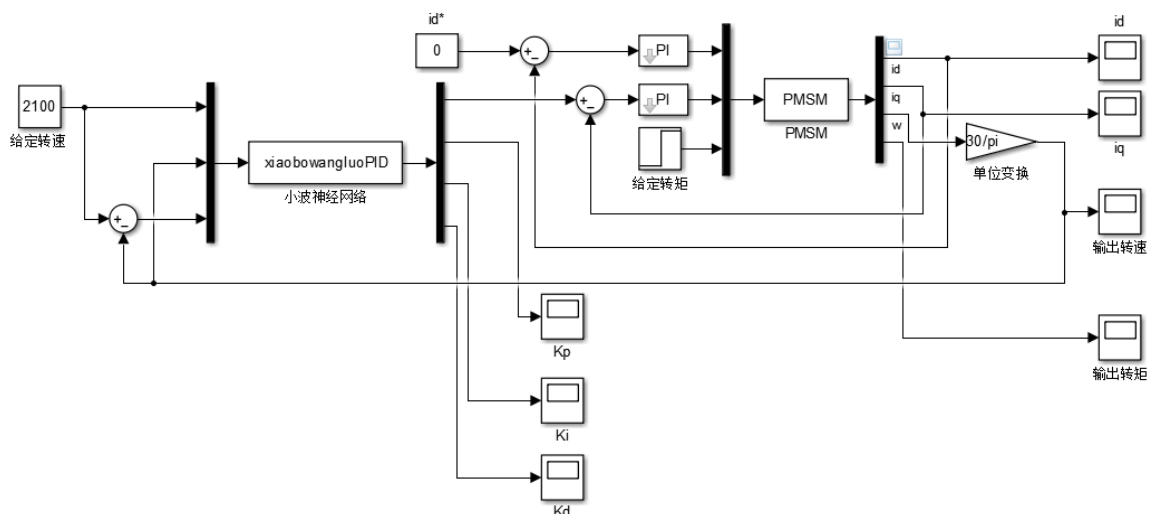 id*
0
PI
PI
给定转矩
PMSM
PMSM
id
iq
w
30/pi
单位变换
id
iq
输出转速
输出转矩
2100
给定转速
xiaobowangluoPID
小波神经网络
Kp
Ki
Kd